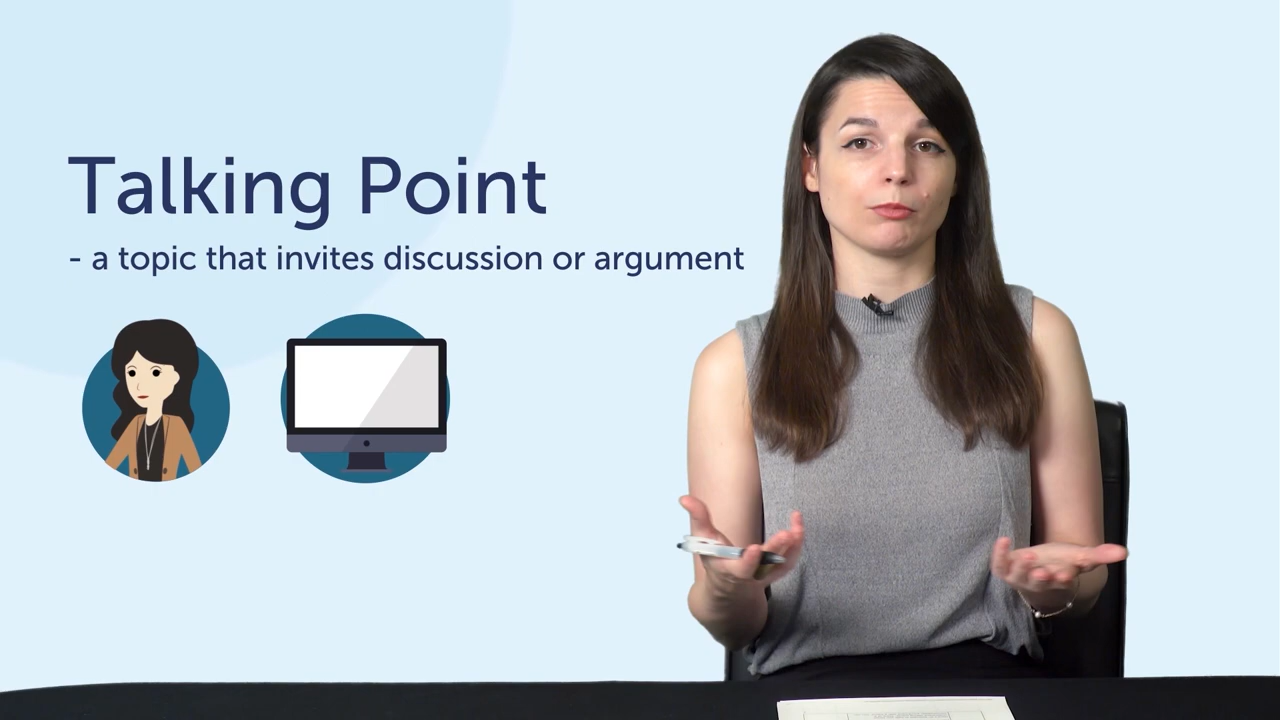 Talking Point
- a topic that invites discussion or argument